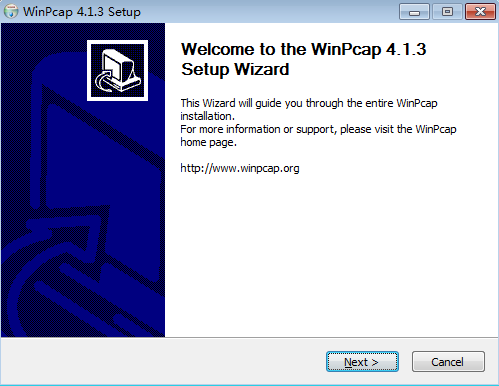 WinPcap 4.1.3 Setup
Welcome to the WinPcap 4.1.3
Setup Wizard
This Wizard will guide you through the entire WinPcap
installation.
For more information or support, please visit the WinPcap
home page.
http://www.winpcap.org
Next >
Cancel